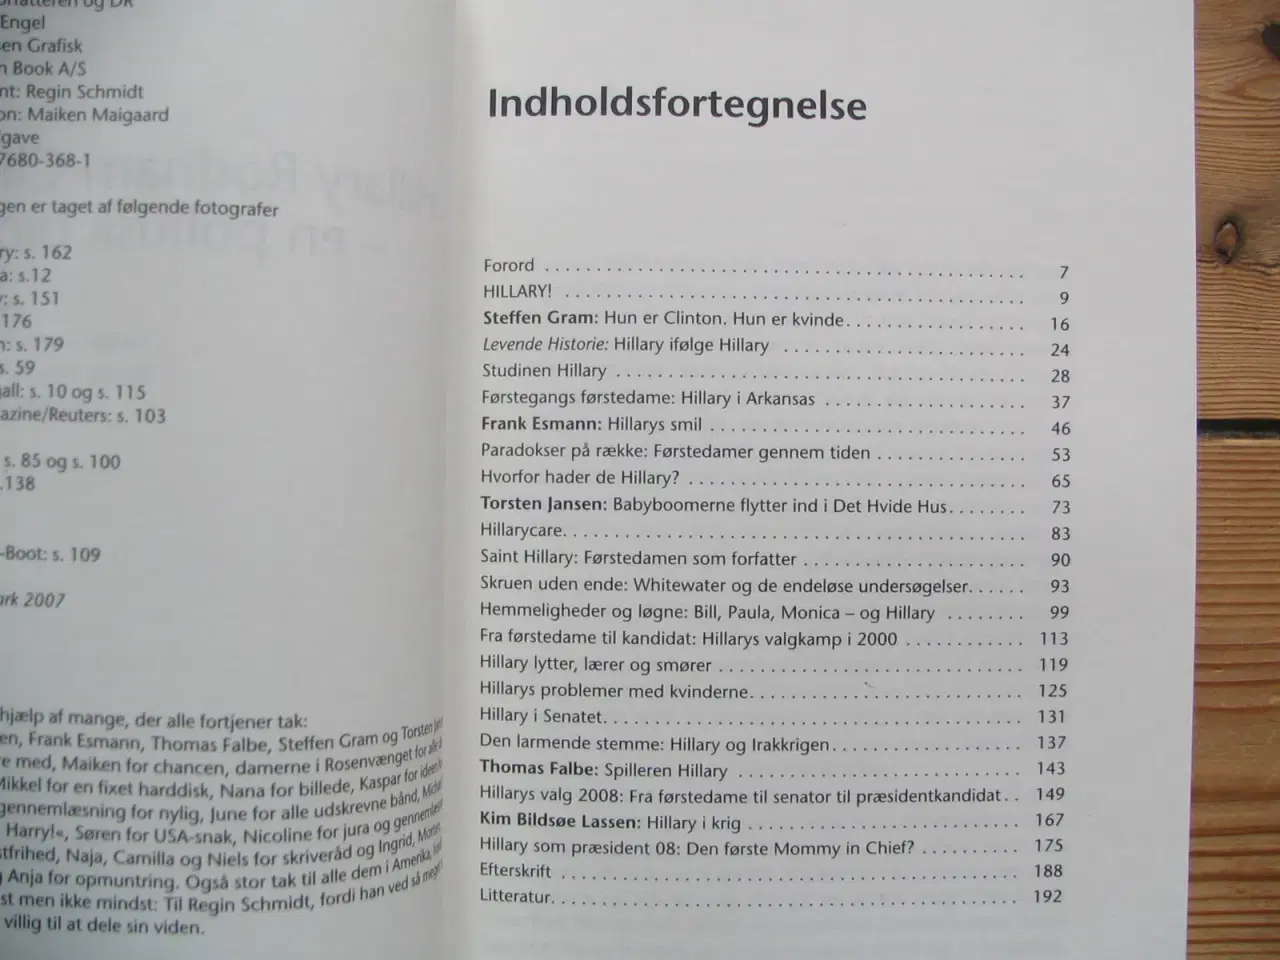 og DR
Engel
en Grafisk
Book A/S
nt: Regin Schmidt
on: Maiken Maigaard
gave
7680-368-1
gen er taget af følgende fotografer
ry: s. 162
a: s.12
: s. 151
176
n: s. 179
s. 59
all: s. 10 og s. 115
azine/Reuters: s. 103
s. 85 og s. 100
.138
-Boot: s. 109
ark 2007
hjælp af mange, der alle fortjener tak:
en, Frank Esmann, Thomas Falbe, Steffen Gram og Torsten
e med, Maiken for chancen, damerne i Rosenvænget for
Mikkel for en fixet harddisk, Nana for billede, Kaspar for
gennemlæsning for nylig, June for alle udskrevne bånd,
Harry!«, Søren for USA-snak, Nicoline for jura og
tfrihed, Naja, Camilla og Niels for skriveråd og Ingrid,
Anja for opmuntring. Også stor tak til alle dem i Amerika,
st men ikke mindst: Til Regin Schmidt, fordi han ved så
villig til at dele sin viden.
Indholdsfortegnelse
Forord . . . . . . . . . . 7
HILLARY! . . . . . . . . . . 9
Steffen Gram: Hun er Clinton. Hun er kvinde. . . . . . . . . . 16
Levende Historie: Hillary ifølge Hillary . . . . . . . . . . 24
Studinen Hillary . . . . . . . . . . 28
Førstegangs førstedame: Hillary i Arkansas . . . . . . . . . . 37
Frank Esmann: Hillarys smil . . . . . . . . . . 46
Paradokser på række: Førstedamer gennem tiden . . . . . . . . . . 53
Hvorfor hader de Hillary? . . . . . . . . . . 65
Torsten Jansen: Babyboomerne flytter ind i Det Hvide Hus. . . . . . . . 73
Hillarycare. . . . . . . . . . 83
Saint Hillary: Førstedamen som forfatter . . . . . . . . . . 90
Skruen uden ende: Whitewater og de endeløse undersøgelser. . . . . . 93
Hemmeligheder og løgne: Bill, Paula, Monica – og Hillary . . . . . . . . 99
Fra førstedame til kandidat: Hillarys valgkamp i 2000 . . . . . . . . . . 113
Hillary lytter, lærer og smører . . . . . . . . . . 119
Hillarys problemer med kvinderne. . . . . . . . . . 125
Hillary i Senatet. . . . . . . . . . 131
Den larmende stemme: Hillary og Irakkrigen. . . . . . . . . . 137
Thomas Falbe: Spilleren Hillary . . . . . . . . . . 143
Hillarys valg 2008: Fra førstedame til senator til præsidentkandidat. . 149
Kim Bildsøe Lassen: Hillary i krig . . . . . . . . . . 167
Hillary som præsident 08: Den første Mommy in Chief? . . . . . . . . . . 175
Efterskrift . . . . . . . . . . 188
Litteratur. . . . . . . . . . 192